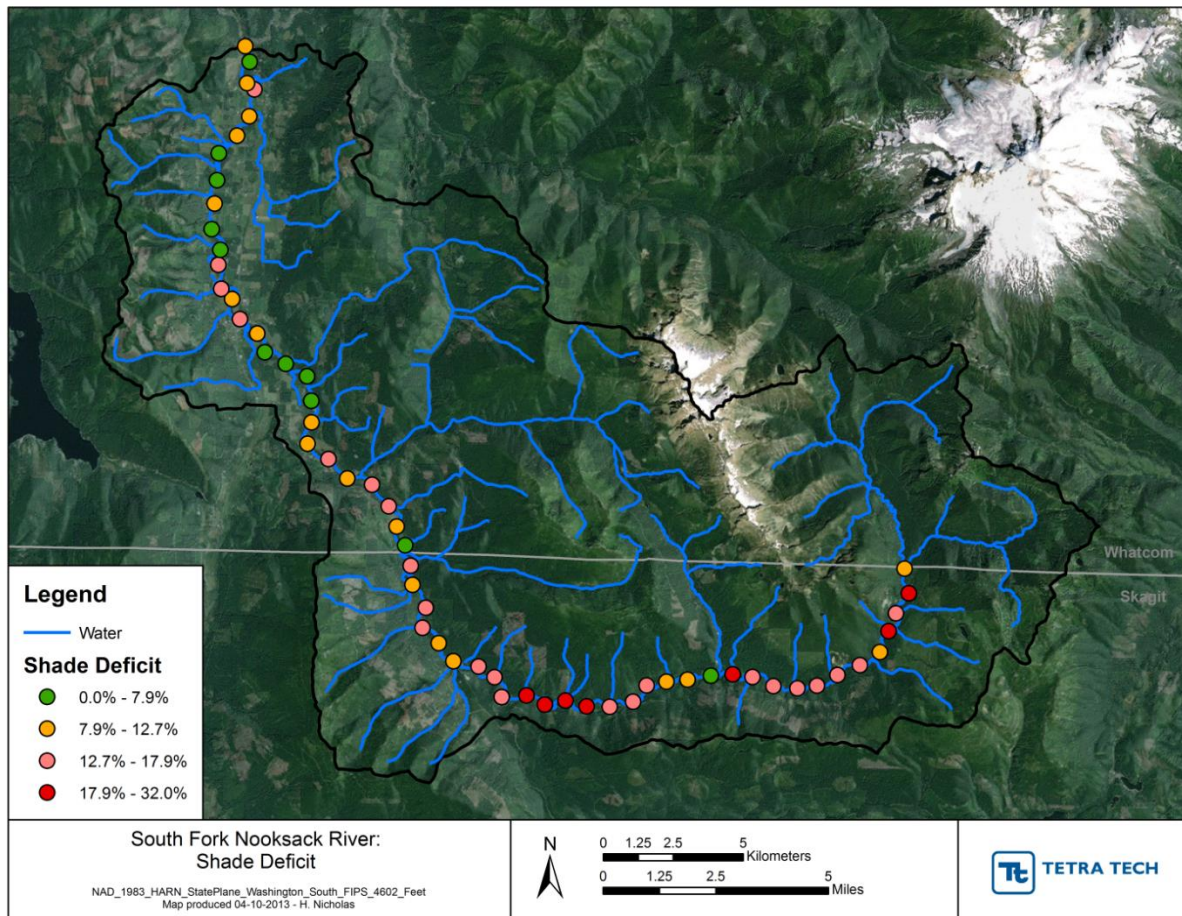 Whatcom
Skagit
Legend
Water
Shade Deficit
0.0% - 7.9%
7.9% - 12.7%
12.7% - 17.9%
17.9% - 32.0%
South Fork Nooksack River:
Shade Deficit
NAD_1983_HARN_StatePlane_Washington_South_FIPS_4602_Feet
Map produced 04-10-2013 - H. Nicholas
N
0 1.25 2.5 5
Kilometers
0 1.25 2.5 5
Miles
Tt TETRA TECH